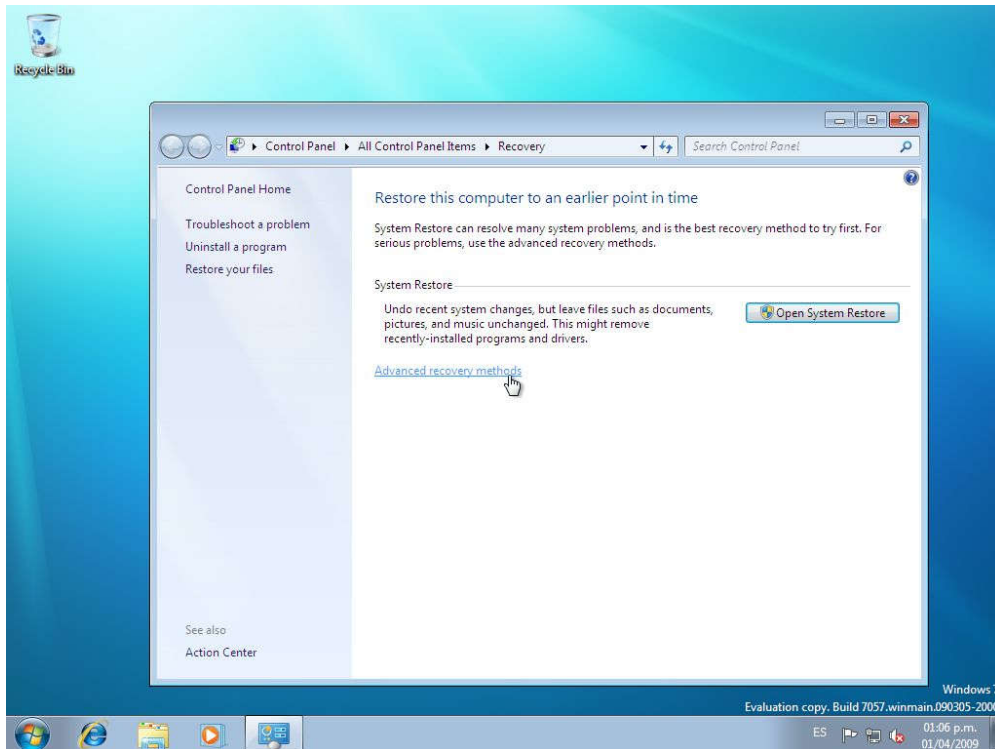 Recycle Bin
Control Panel
All Control Panel Items
Recovery
Search Control Panel
Control Panel Home
Troubleshoot a problem
Uninstall a program
Restore your files
Restore this computer to an earlier point in time
System Restore can resolve many system problems, and is the best recovery method to try first. For
serious problems, use the advanced recovery methods.
System Restore
Undo recent system changes, but leave files such as documents,
pictures, and music unchanged. This might remove
recently-installed programs and drivers.
Open System Restore
Advanced recovery methods
See also
Action Center
Windows
Evaluation copy. Build 7057.winmain.090305-2000
ES
01:06 p.m.
01/04/2009